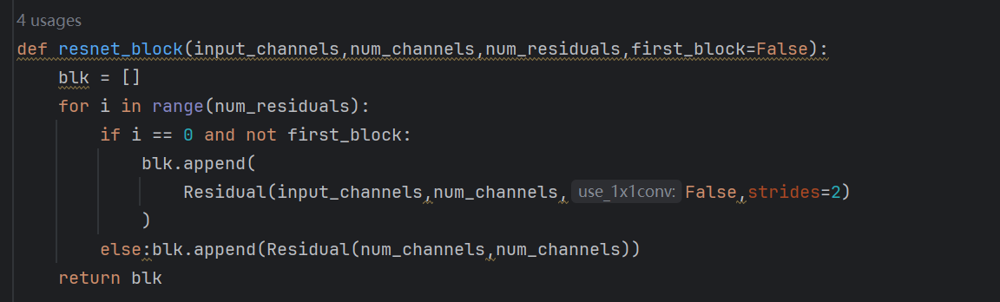 4 usages
def resnet_block(input_channels,num_channels,num_residuals,first_block=False):
    blk = []
    for i in range(num_residuals):
        if i == 0 and not first_block:
            blk.append(
                Residual(input_channels,num_channels, use_1x1conv: False,strides=2)
            )
        else:blk.append(Residual(num_channels,num_channels))
    return blk